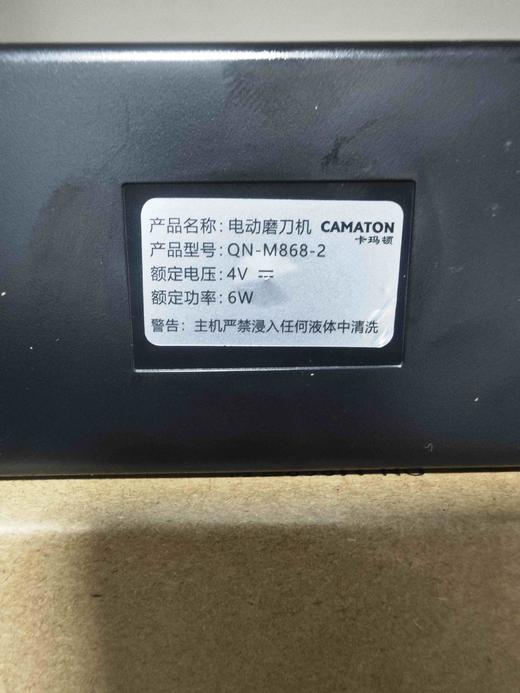 产品名称: 电动磨刀机 CAMATON
卡玛顿
产品型号: QN-M868-2
额定电压: 4V ⎓
额定功率: 6W
警告: 主机严禁浸入任何液体中清洗